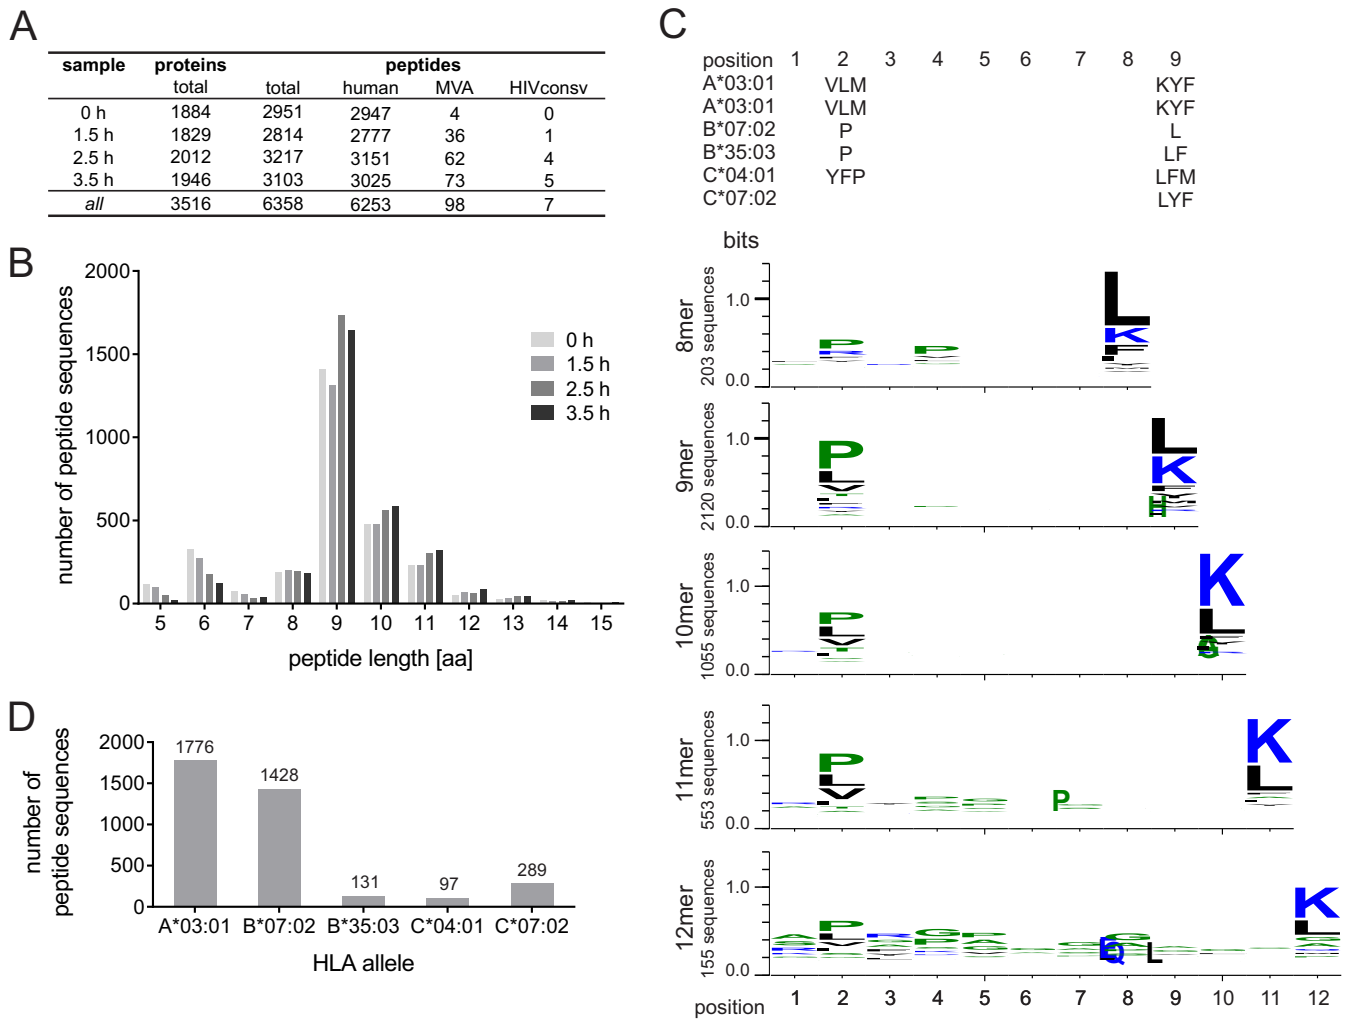 A
sample proteins peptides
total total human MVA HIVconsv
0 h 1884 2951 2947 4 0
1.5 h 1829 2814 2777 36 1
2.5 h 2012 3217 3151 62 4
3.5 h 1946 3103 3025 73 5
all 3516 6358 6253 98 7
B
number of peptide sequences
2000
1500
1000
500
0
0 h
1.5 h
2.5 h
3.5 h
5 6 7 8 9 10 11 12 13 14 15
peptide length [aa]
D
number of
peptide sequences
2000
1500
1000
500
0
1776 1428 131 97 289
A*03:01 B*07:02 B*35:03 C*04:01 C*07:02
HLA allele
C
position 1 2 3 4 5 6 7 8 9
A*03:01 VLM KYF
A*03:01 VLM KYF
B*07:02 P L
B*35:03 P LF
C*04:01 YFP LFM
C*07:02 LYF
bits
8mer
203 sequences
1.0
0.0
P P L K
9mer
2120 sequences
1.0
0.0
P L V L K H
10mer
1055 sequences
1.0
0.0
P L V K L
11mer
553 sequences
1.0
0.0
P L V P K L
12mer
155 sequences
1.0
0.0
A P L V G P A G Q L K L
position 1 2 3 4 5 6 7 8 9 10 11 12